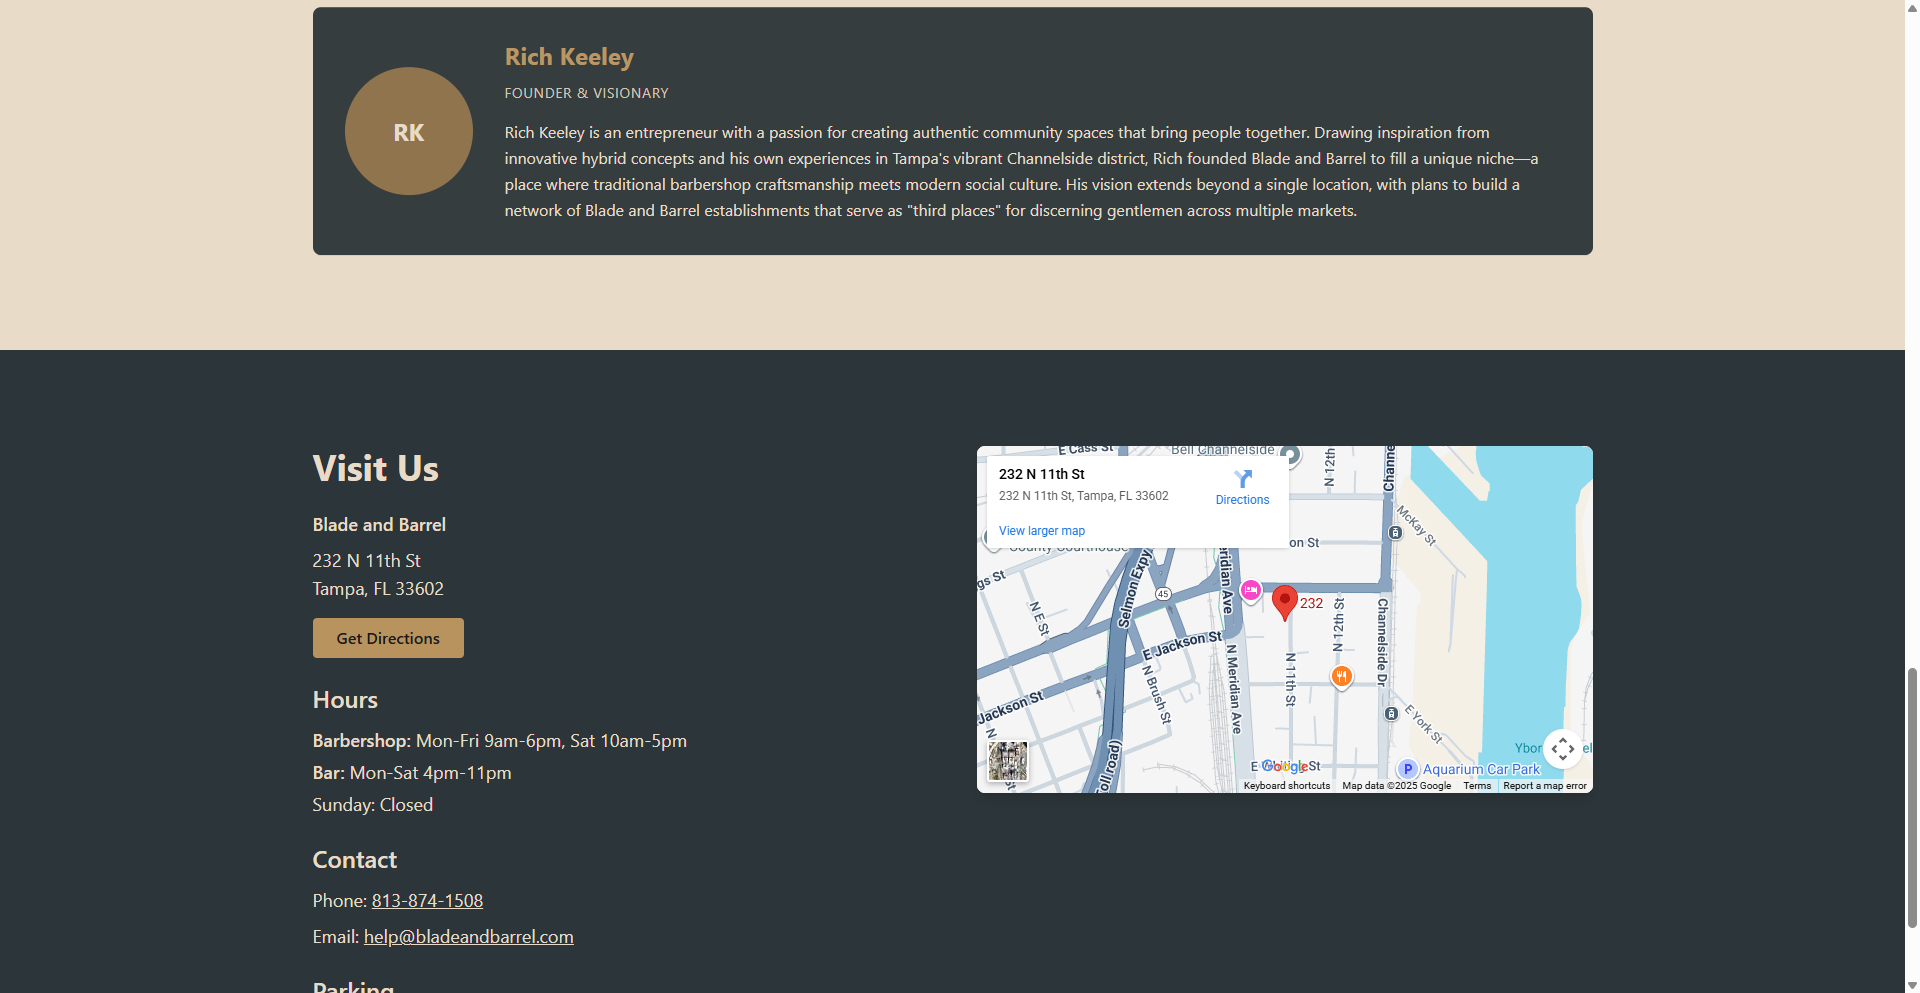 RK
Rich Keeley
FOUNDER & VISIONARY
Rich Keeley is an entrepreneur with a passion for creating authentic community spaces that bring people together. Drawing inspiration from
innovative hybrid concepts and his own experiences in Tampa's vibrant Channelside district, Rich founded Blade and Barrel to fill a unique niche—a
place where traditional barbershop craftsmanship meets modern social culture. His vision extends beyond a single location, with plans to build a
network of Blade and Barrel establishments that serve as "third places" for discerning gentlemen across multiple markets.
Visit Us
Blade and Barrel
232 N 11th St
Tampa, FL 33602
Get Directions
Hours
Barbershop: Mon-Fri 9am-6pm, Sat 10am-5pm
Bar: Mon-Sat 4pm-11pm
Sunday: Closed
Contact
Phone: 813-874-1508
Email: help@bladeandbarrel.com
Parking
E Cass St
Bell Channelside
N 12th
Channe
232 N 11th St
232 N 11th St, Tampa, FL 33602
Directions
View larger map
County Courthouse
on St
McKay St
gs St
Selmon Expy
eridian Ave
45
232
N E St
N 12th St
Channelside Dr
E Jackson St
N Brush St
N Meridian Ave
N 11th St
Jackson St
E York St
Ybor
el
oll road)
E Whiting St
Google
P
Aquarium Car Park
Keyboard shortcuts
Map data ©2025 Google
Terms
Report a map error